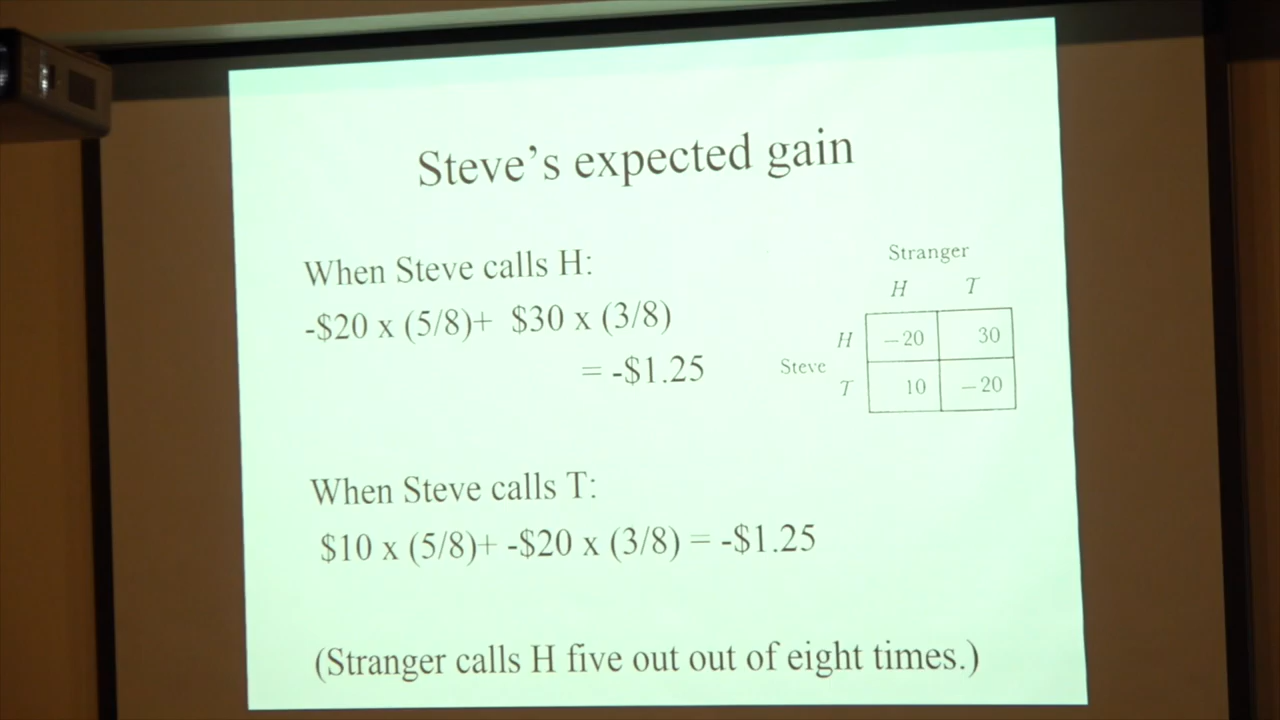 Steve's expected gain
When Steve calls H:
-$20 x (5/8)+ $30 x (3/8)
= -$1.25
Stranger
H T
H -20 30
Steve
T 10 -20
When Steve calls T:
$10 x (5/8)+ -$20 x (3/8) = -$1.25
(Stranger calls H five out out of eight times.)